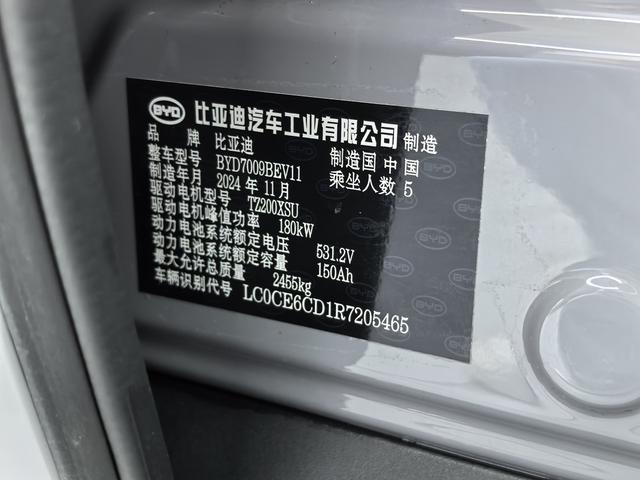 BYD 比亚迪汽车工业有限公司 制造
品 牌 比亚迪 制造国 中国
整车型号 BYD7009BEV11 乘坐人数 5
制造年月 2024 年 11 月
驱动电机型号 TZ200XSU
驱动电机峰值功率 180kW
动力电池系统额定电压 531.2V
动力电池系统额定容量 150Ah
最大允许总质量 2455kg
车辆识别代号 LC0CE6CD1R7205465